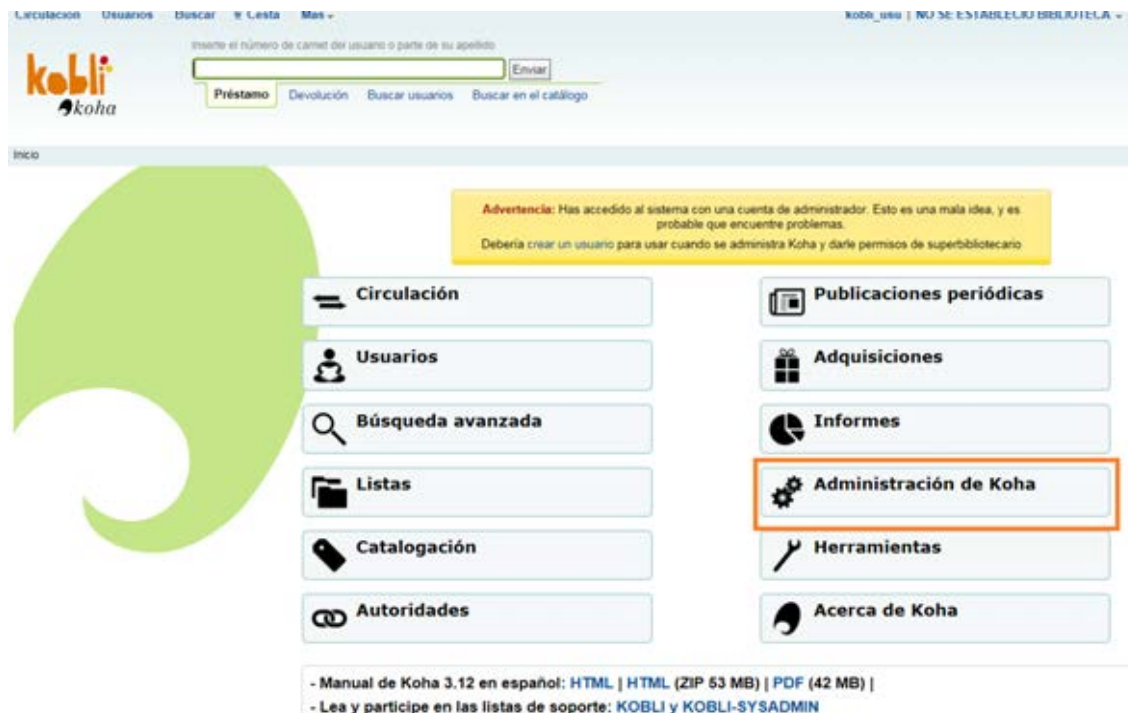 Circulación Usuarios Buscar Cesta Mas
kobli_usu | NO SE ESTABLECIÓ BIBLIOTECA
Inserte el número de carnet del usuario o parte de su apellido
Enviar
kobli
koha
Préstamo Devolución Buscar usuarios Buscar en el catálogo
Inicio
Advertencia: Has accedido al sistema con una cuenta de administrador. Esto es una mala idea, y es
probable que encuentre problemas.
Debería crear un usuario para usar cuando se administra Koha y darle permisos de superbibliotecario
Circulación
Publicaciones periódicas
Usuarios
Adquisiciones
Búsqueda avanzada
Informes
Listas
Administración de Koha
Catalogación
Herramientas
Autoridades
Acerca de Koha
- Manual de Koha 3.12 en español: HTML | HTML (ZIP 53 MB) | PDF (42 MB) |
- Lea y participe en las listas de soporte: KOBLI y KOBLI-SYSADMIN